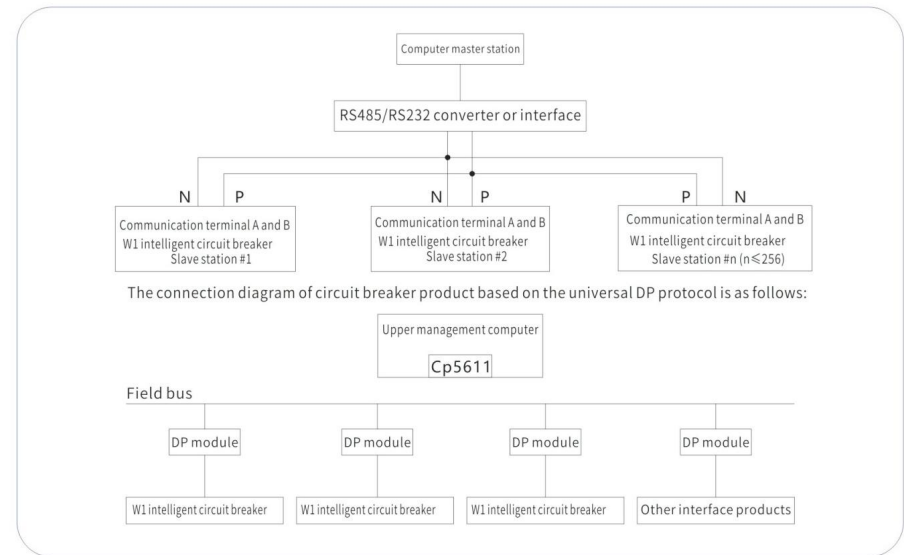 Computer master station
RS485/RS232 converter or interface
N P N P P N
Communication terminal A and B
W1 intelligent circuit breaker
Slave station #1
Communication terminal A and B
W1 intelligent circuit breaker
Slave station #2
Communication terminal A and B
W1 intelligent circuit breaker
Slave station #n (n≤256)
The connection diagram of circuit breaker product based on the universal DP protocol is as follows:
Upper management computer
Cp5611
Field bus
DP module DP module DP module DP module
W1 intelligent circuit breaker W1 intelligent circuit breaker W1 intelligent circuit breaker Other interface products